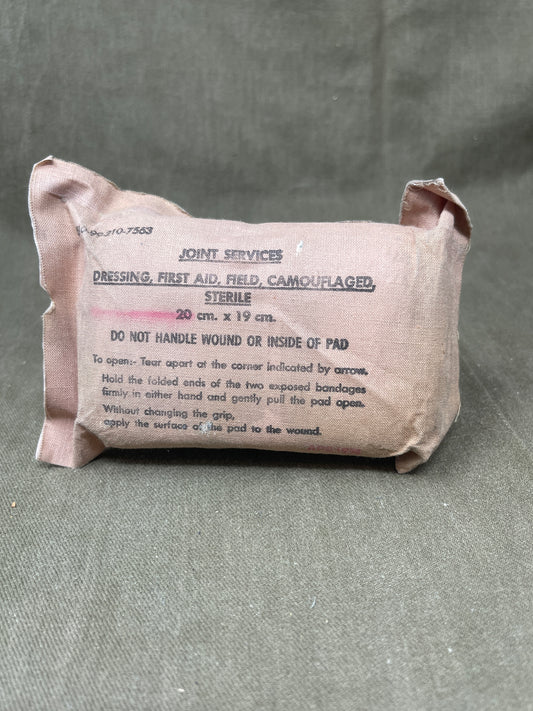 310-7563
JOINT SERVICES
DRESSING, FIRST AID, FIELD, CAMOUFLAGED,
STERILE
20 cm. x 19 cm.
DO NOT HANDLE WOUND OR INSIDE OF PAD
To open:- Tear apart at the corner indicated by arrow.
Hold the folded ends of the two exposed bandages
firmly in either hand and gently pull the pad open.
Without changing the grip,
apply the surface of the pad to the wound.